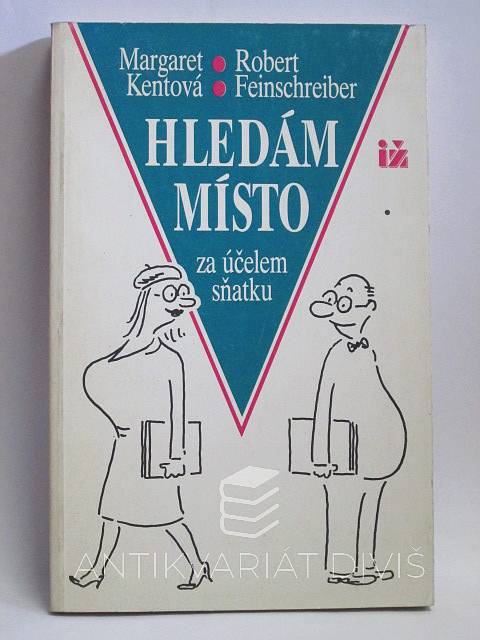 Margaret • Robert
Kentová • Feinschreiber
HLEDÁM
MÍSTO
za účelem
sňatku
iž
ANTIKVARIÁT DIVIŠ